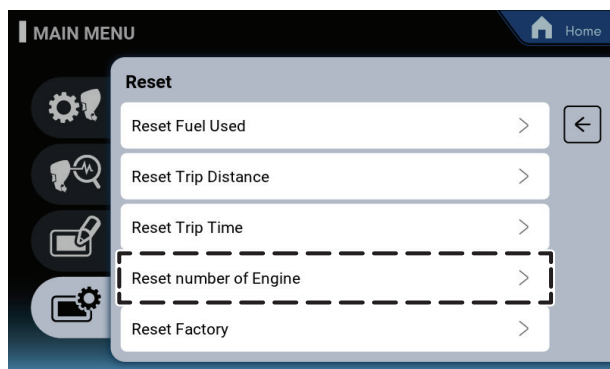 MAIN MENU
Home
Reset
Reset Fuel Used
Reset Trip Distance
Reset Trip Time
Reset number of Engine
Reset Factory